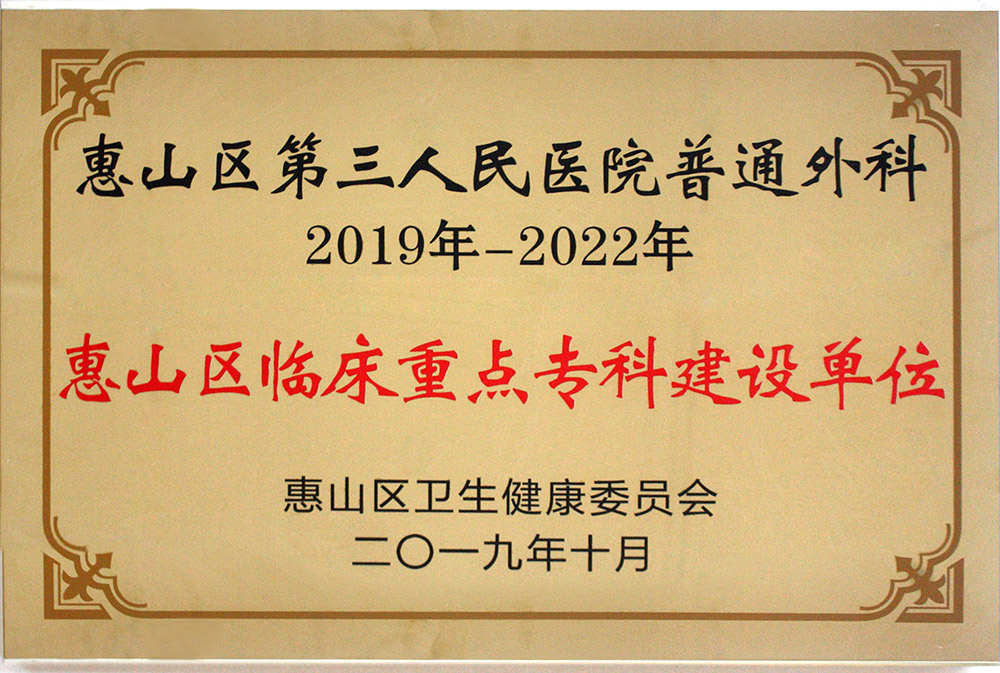 惠山区第三人民医院普通外科
2019年-2022年
惠山区临床重点专科建设单位
惠山区卫生健康委员会
二〇一九年十月